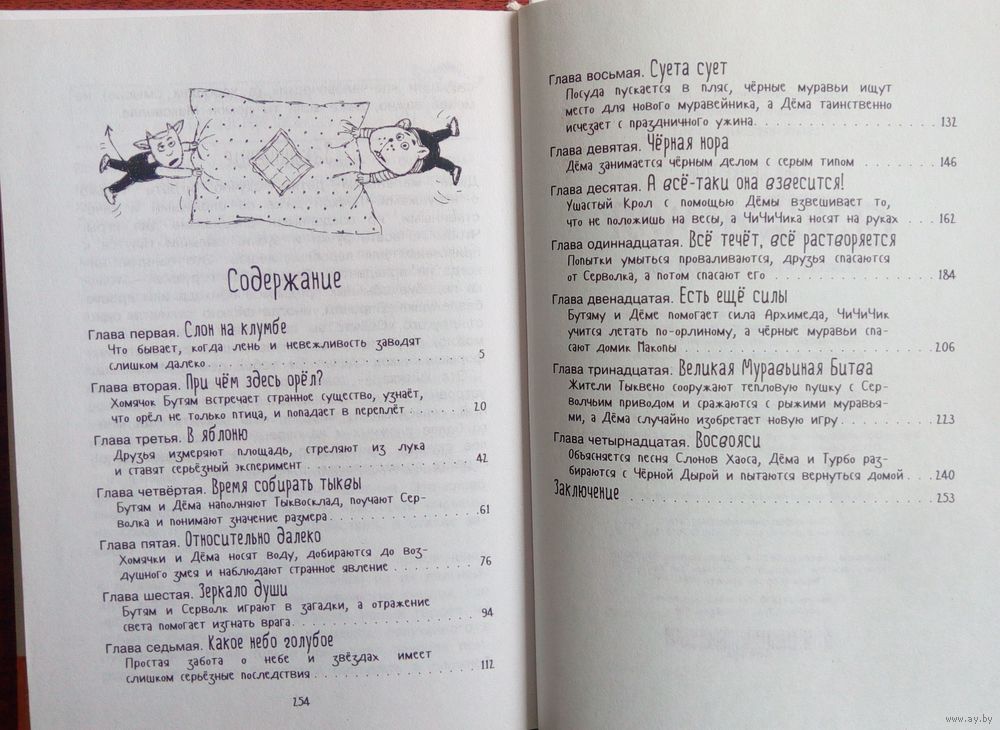 Содержание
Глава первая. Слон на клумбе
Что бывает, когда лень и невежливость заводят
слишком далеко. . . . . . . . . . . . . . . . . . . . . . . . . . . . 5
Глава вторая. При чём здесь орёл?
Хомячок Бутям встречает странное существо, узнаёт,
что орёл не только птица, и попадает в переплёт . . . . . . . 20
Глава третья. В яблоню
Друзья измеряют площадь, стреляют из лука
и ставят серьёзный эксперимент . . . . . . . . . . . . . . . . . 42
Глава четвёртая. Время собирать тыквы
Бутям и Дёма наполняют Тыквосклад, поучают Сер-
волка и понимают значение размера. . . . . . . . . . . . . . . . 61
Глава пятая. Относительно далеко
Хомячки и Дёма носят воду, добираются до воз-
душного змея и наблюдают странное явление . . . . . . . . . . 76
Глава шестая. Зеркало души
Бутям и Серволк играют в загадки, а отражение
света помогает изгнать врага. . . . . . . . . . . . . . . . . . . 94
Глава седьмая. Какое небо голубое
Простая забота о небе и звёздах имеет
слишком серьёзные последствия . . . . . . . . . . . . . . . . . 112
254
Глава восьмая. Суета сует
Посуда пускается в пляс, чёрные муравьи ищут
место для нового муравейника, а Дёма таинственно
исчезает с праздничного ужина. . . . . . . . . . . . . . . . . . 132
Глава девятая. Чёрная нора
Дёма занимается чёрным делом с серым типом . . . . . . . . 146
Глава десятая. А всё-таки она взвесится!
Ушастый Крол с помощью Дёмы взвешивает то,
что не положишь на весы, а ЧиЧиЧика носят на руках . . . . 162
Глава одиннадцатая. Всё течёт, всё растворяется
Попытки умыться проваливаются, друзья спасаются
от Серволка, а потом спасают его . . . . . . . . . . . . . . . . 184
Глава двенадцатая. Есть ещё силы
Бутяму и Дёме помогает сила Архимеда, ЧиЧиЧик
учится летать по-орлиному, а чёрные муравьи спа-
сают домик Макопы . . . . . . . . . . . . . . . . . . . . . . . . 206
Глава тринадцатая. Великая Муравьиная Битва
Жители Тыквено сооружают тепловую пушку с Сер-
волчьим приводом и сражаются с рыжими муравья-
ми, а Дёма случайно изобретает новую игру . . . . . . . . . . 223
Глава четырнадцатая. Восвояси
Объясняется песня Слонов Хаоса, Дёма и Турбо раз-
бираются с Чёрной Дырой и пытаются вернуться домой . . . 240
Заключение . . . . . . . . . . . . . . . . . . . . . . . . . . . . 253
www.ay.by